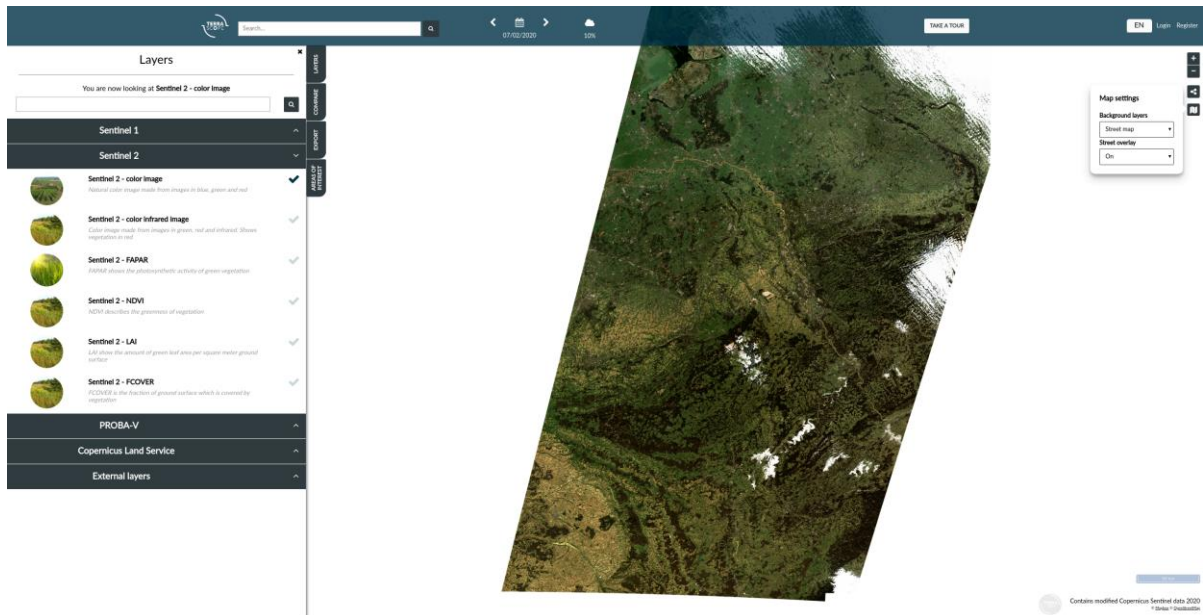 TERRA
SCOPE
Search...
07/02/2020
10%
TAKE A TOUR
EN
Login
Register
Layers
You are now looking at Sentinel 2 - color image
Sentinel 1
Sentinel 2
Sentinel 2 - color image
Natural color image made from images in blue, green and red
Sentinel 2 - color infrared image
Color image made from images in green, red and infrared. Shows
vegetation in red
Sentinel 2 - FAPAR
FAPAR shows the photosynthetic activity of green vegetation
Sentinel 2 - NDVI
NDVI describes the greenness of vegetation
Sentinel 2 - LAI
LAI show the amount of green leaf area per square meter ground
surface
Sentinel 2 - FCOVER
FCOVER is the fraction of ground surface which is covered by
vegetation
PROBA-V
Copernicus Land Service
External layers
LAYERS
COMPARE
EXPORT
AREAS OF
INTEREST
Map settings
Background layers
Street map
Street overlay
On
Contains modified Copernicus Sentinel data 2020